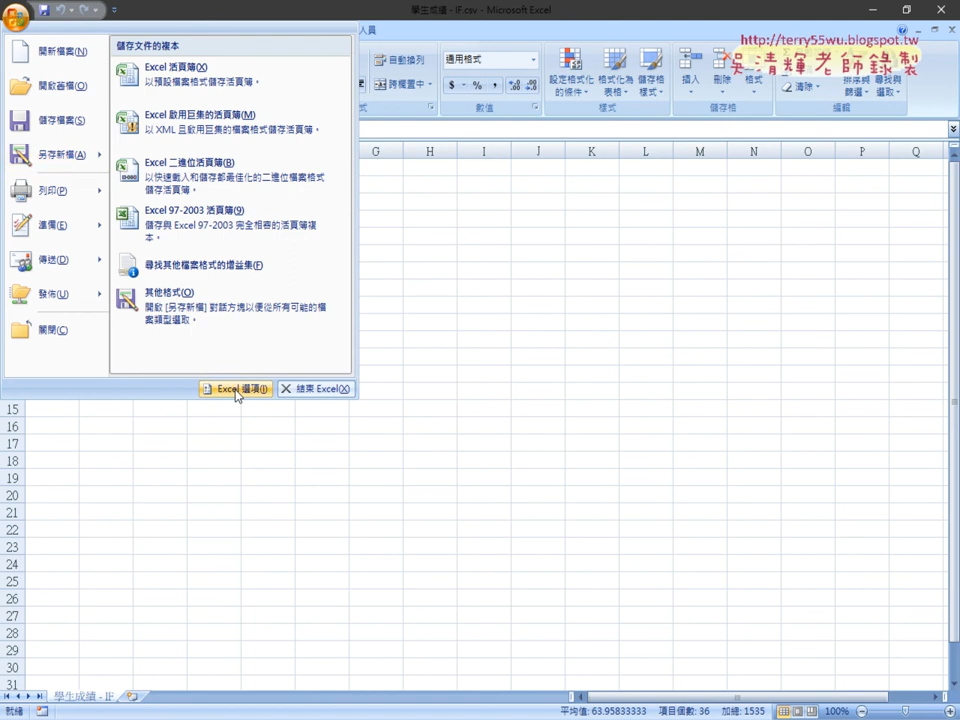 學生成績 - IF.csv - Microsoft Excel
人員
http://terry55wu.blogspot.tw
吳清輝老師錄製
開新檔案(N)
開啟舊檔(O)
儲存檔案(S)
另存新檔(A)
列印(P)
準備(E)
傳送(D)
發佈(U)
關閉(C)
儲存文件的複本
Excel 活頁簿(X)
以預設檔案格式儲存活頁簿。
Excel 啟用巨集的活頁簿(M)
以 XML 且啟用巨集的檔案格式儲存活頁簿。
Excel 二進位活頁簿(B)
以快速載入和儲存都最佳化的二進位檔案格式
儲存活頁簿。
Excel 97-2003 活頁簿(9)
儲存與 Excel 97-2003 完全相容的活頁簿複
本。
尋找其他檔案格式的增益集(F)
其他格式(O)
開啟 [另存新檔] 對話方塊以便從所有可能的檔
案類型選取。
Excel 選項(I)
結束 Excel(X)
自動換列
跨欄置中
通用格式
$ % ,
數值
設定格式化 格式化為 儲存格
的條件 表格 樣式
樣式
插入 刪除 格式
儲存格
清除
排序與 尋找與
篩選 選取
編輯
G H I J K L M N O P Q
15
16
17
18
19
20
21
22
23
24
25
26
27
28
29
30
31
學生成績 - IF
就緒
平均值: 63.95833333 項目個數: 36 加總: 1535
100%